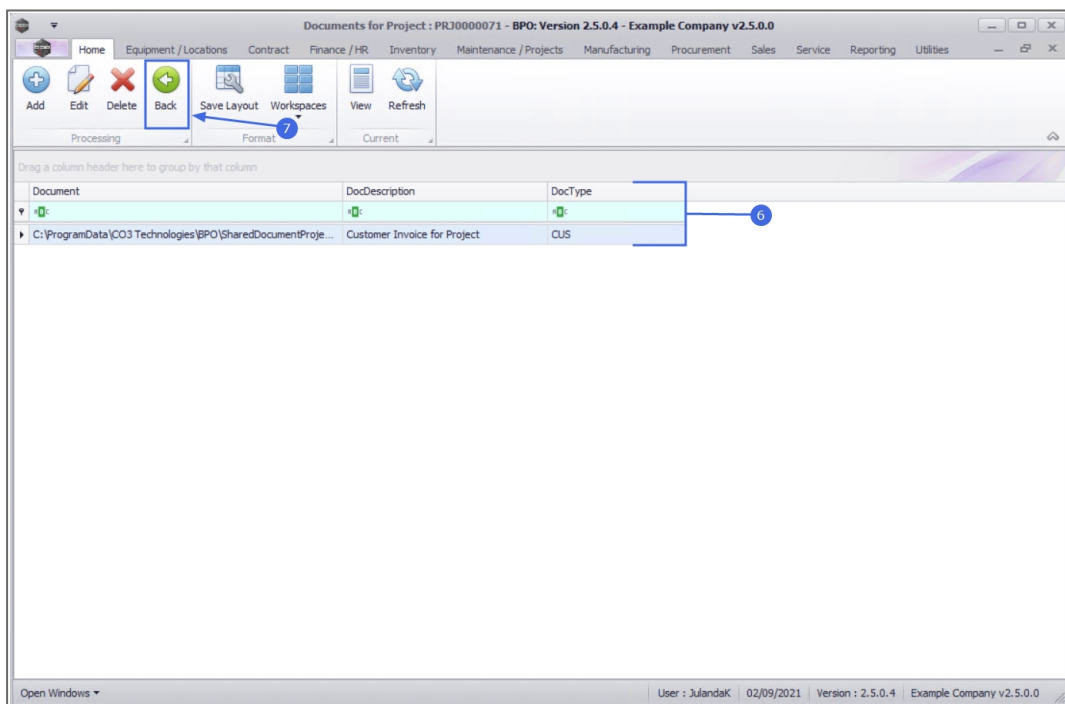 Documents for Project : PRJ0000071 - BPO: Version 2.5.0.4 - Example Company v2.5.0.0
Home Equipment / Locations Contract Finance / HR Inventory Maintenance / Projects Manufacturing Procurement Sales Service Reporting Utilities
Add Edit Delete Back Save Layout Workspaces View Refresh
7
Processing Format Current
Drag a column header here to group by that column
Document DocDescription DocType
6
C:\ProgramData\CO3 Technologies\BPO\SharedDocumentProje... Customer Invoice for Project CUS
Open Windows User : JulandaK 02/09/2021 Version : 2.5.0.4 Example Company v2.5.0.0